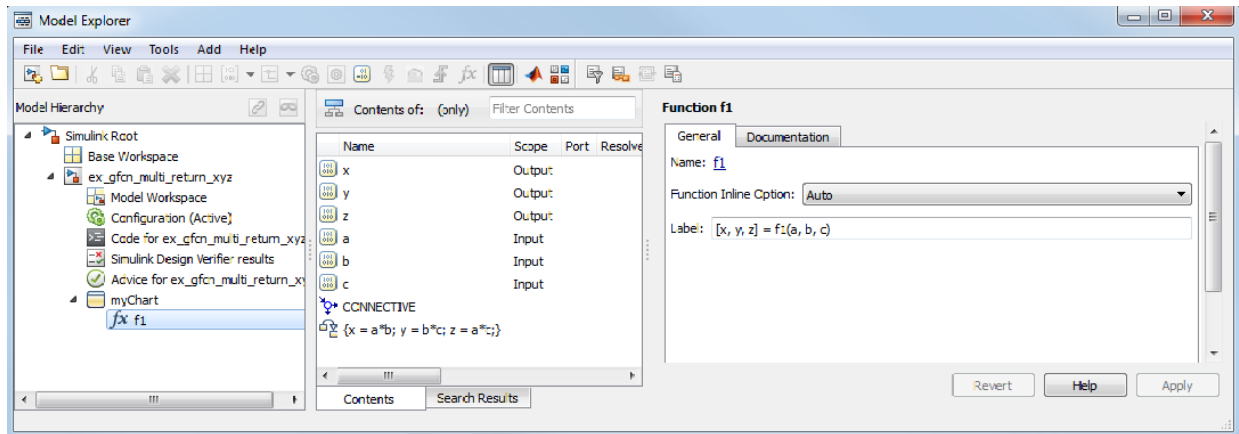 Model Explorer
File Edit View Tools Add Help
Model Hierarchy
Simulink Root
Base Workspace
ex_gfcn_multi_return_xyz
Model Workspace
Configuration (Active)
Code for ex_gfcn_multi_return_xyz
Simulink Design Verifier results
Advice for ex_gfcn_multi_return_xy
myChart
fx f1
Contents of: (only) Filter Contents
Name Scope Port Resolve
x Output
y Output
z Output
a Input
b Input
c Input
CONNECTIVE
{x = a*b; y = b*c; z = a*c;}
Contents Search Results
Function f1
General Documentation
Name: f1
Function Inline Option: Auto
Label: [x, y, z] = f1(a, b, c)
Revert Help Apply